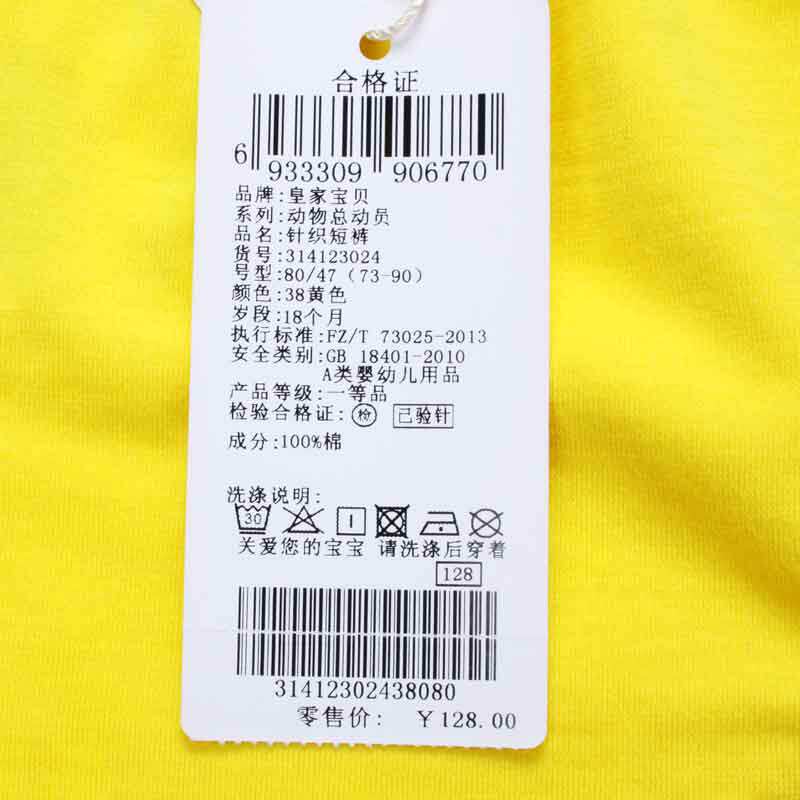 合格证
6 933309 906770
品牌:皇家宝贝
系列:动物总动员
品名:针织短裤
货号:314123024
号型:80/47（73-90）
颜色:38黄色
岁段:18个月
执行标准:FZ/T 73025-2013
安全类别:GB 18401-2010
A类婴幼儿用品
产品等级:一等品
检验合格证: 检 已验针
成分:100%棉
洗涤说明:
30
关爱您的宝宝 请洗涤后穿着
128
31412302438080
零售价: ￥128.00